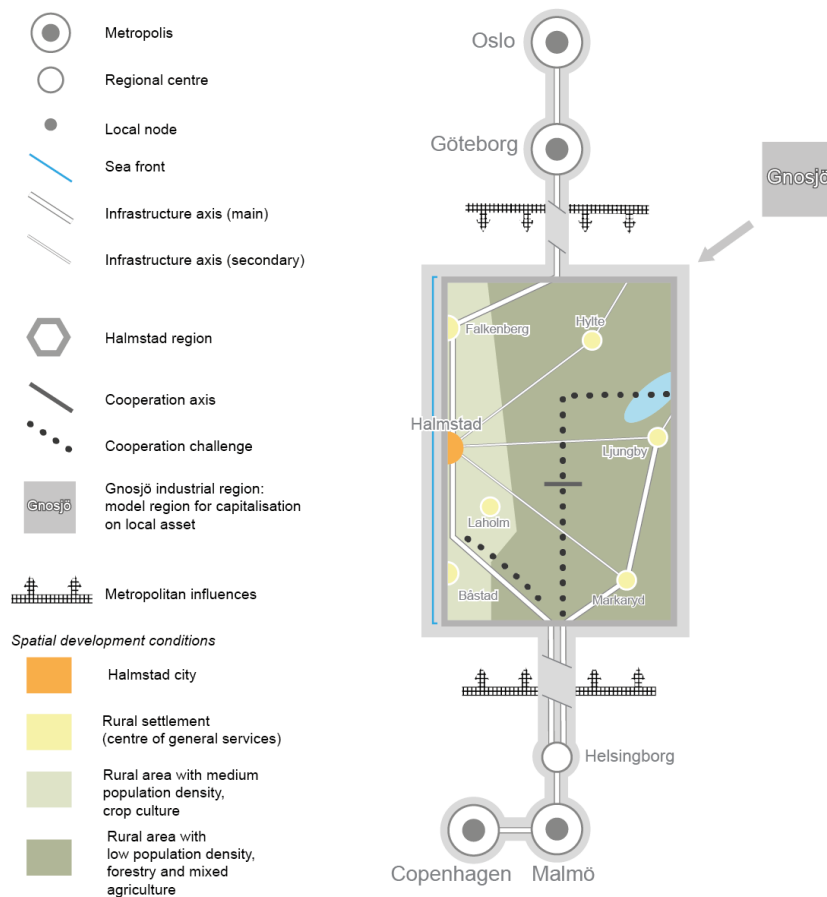 Metropolis
Regional centre
Local node
Sea front
Infrastructure axis (main)
Infrastructure axis (secondary)
Halmstad region
Cooperation axis
Cooperation challenge
Gnosjö
Gnosjö industrial region:
model region for capitalisation
on local asset
Metropolitan influences
Spatial development conditions
Halmstad city
Rural settlement
(centre of general services)
Rural area with medium
population density,
crop culture
Rural area with
low population density,
forestry and mixed
agriculture
Oslo
Göteborg
Gnosjö
Falkenberg
Hylte
Halmstad
Ljungby
Laholm
Båstad
Markaryd
Helsingborg
Copenhagen
Malmö